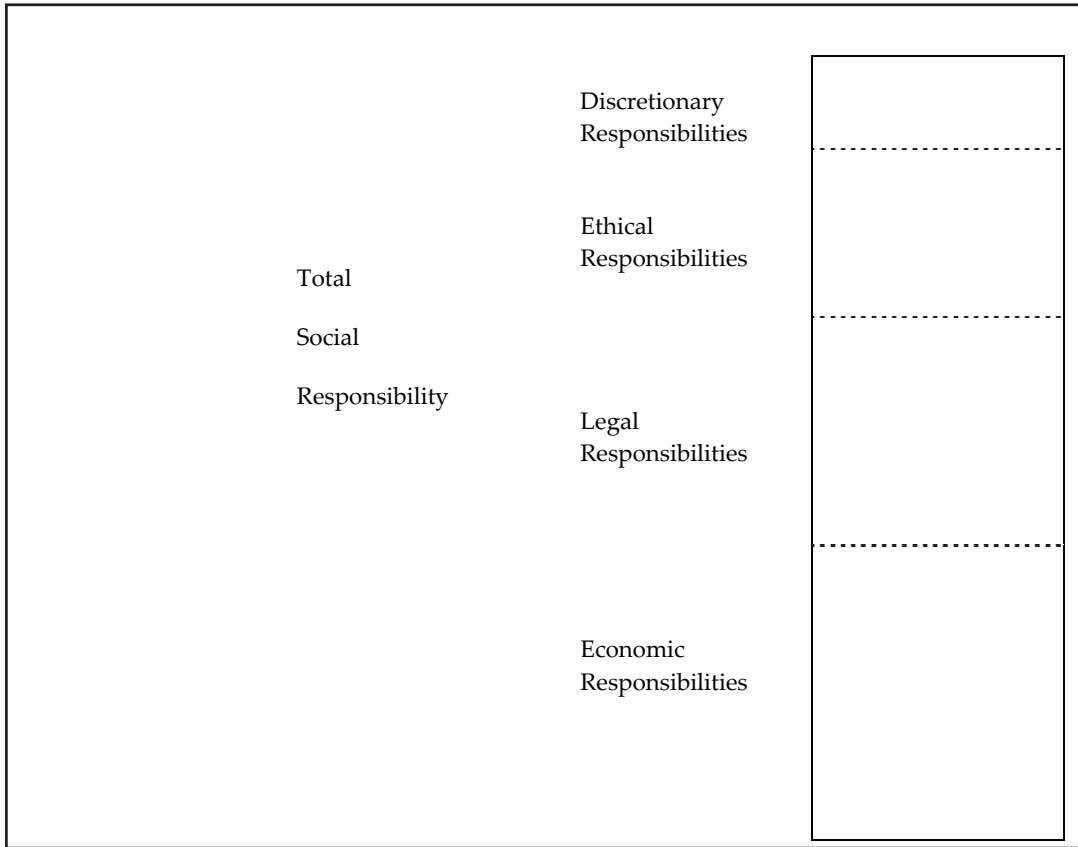 Discretionary
Responsibilities
Ethical
Responsibilities
Total
Social
Responsibility
Legal
Responsibilities
Economic
Responsibilities